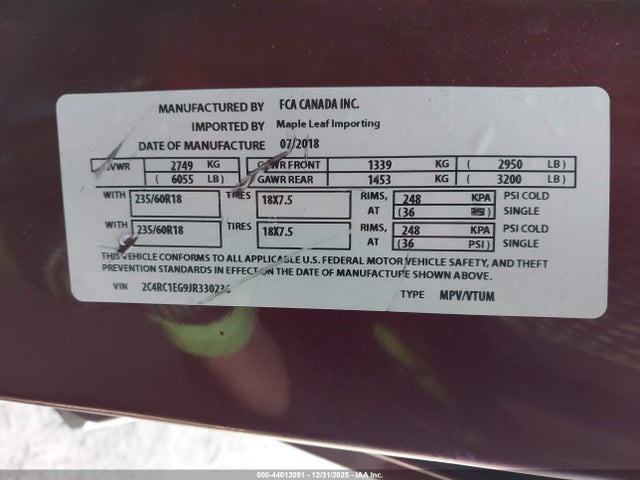 MANUFACTURED BY FCA CANADA INC.
IMPORTED BY Maple Leaf Importing
DATE OF MANUFACTURE 07/2018
GVWR 2749 KG GAWR FRONT 1339 KG ( 2950 LB )
( 6055 LB ) GAWR REAR 1453 KG ( 3200 LB )
WITH 235/60R18 TIRES 18X7.5 RIMS, 248 KPA PSI COLD
AT (36 PSI ) SINGLE
WITH 235/60R18 TIRES 18X7.5 RIMS, 248 KPA PSI COLD
AT (36 PSI ) SINGLE
THIS VEHICLE CONFORMS TO ALL APPLICABLE U.S. FEDERAL MOTOR VEHICLE SAFETY, AND THEFT
PREVENTION STANDARDS IN EFFECT ON THE DATE OF MANUFACTURE SHOWN ABOVE.
VIN 2C4RC1EG9JR330236 TYPE MPV/VTUM
000-44012091 - 12/31/2025 - IAA Inc.